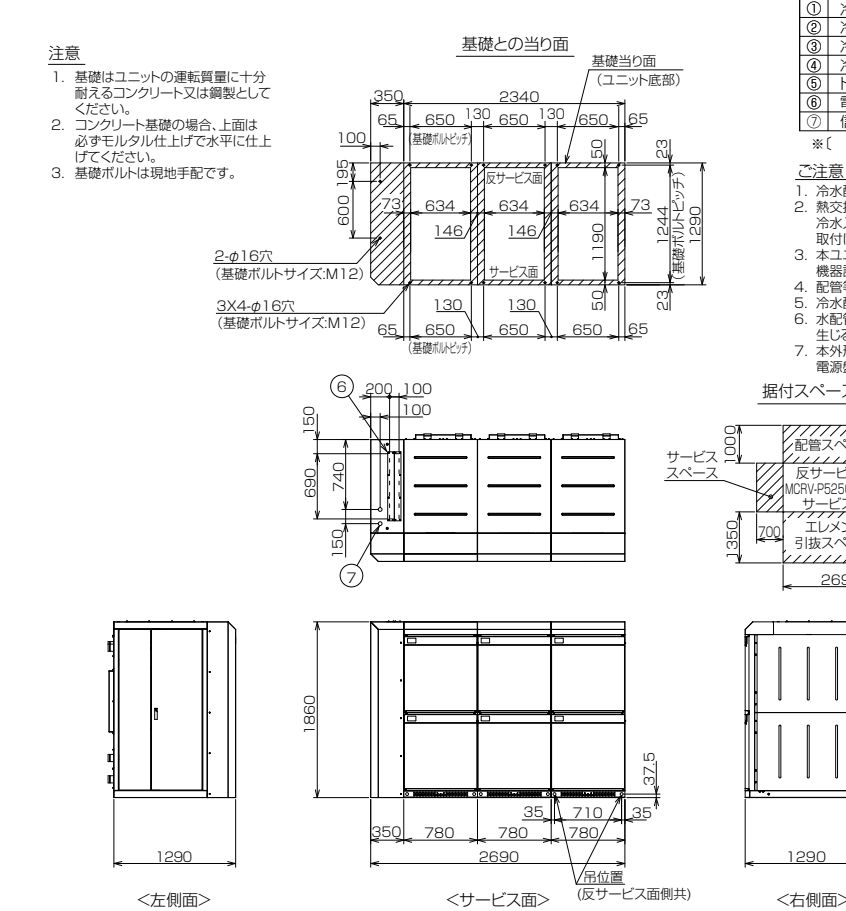 注意
1. 基礎はユニットの運転質量に十分
耐えるコンクリート又は鋼製として
ください。
2. コンクリート基礎の場合、上面は
必ずモルタル仕上げで水平に仕上
げてください。
3. 基礎ボルトは現地手配です。
基礎との当り面
基礎当り面
(ユニット底部)
350 2340
65 650 130 650 130 650 65
(基礎ボルトピッチ)
100
195
600
50
23
反サービス面
73 634 634 634 73
146 146
1190
1244
(基礎ボルトピッチ)
1290
サービス面
50
23
2-φ16穴
(基礎ボルトサイズ:M12)
3X4-φ16穴
(基礎ボルトサイズ:M12)
130 130
65 650 650 650 65
(基礎ボルトピッチ)
①
②
③
④
⑤
⑥
⑦
※〔
ご注意
1. 冷水
2. 熱交
冷水
取付
3. 本ユ
機器
4. 配管
5. 冷水
6. 水配管
生じる
7. 本外
電源
据付スペー
1000
配管スペ
サービス
スペース
反サービ
MCRV-P525
サービ
エレメン
引抜スペ
700
1350
269
6 200 100
100
150
690
740
150
7
1860
37.5
35 710 35
350 780 780 780
2690
吊位置
(反サービス面側共)
1290
1290
<左側面>
<サービス面>
<右側面>